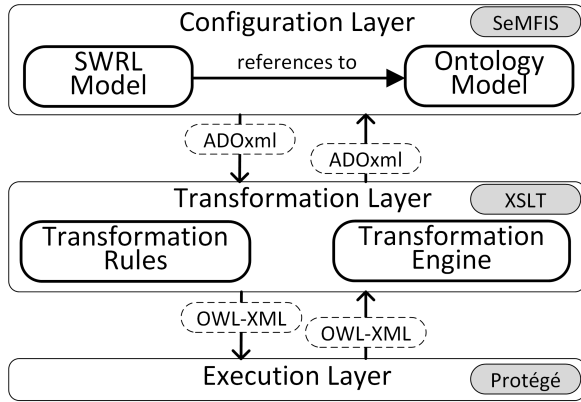 Configuration Layer
SeMFIS
SWRL
Model
references to
Ontology
Model
ADOxml
ADOxml
Transformation Layer
XSLT
Transformation
Rules
Transformation
Engine
OWL-XML
OWL-XML
Execution Layer
Protégé